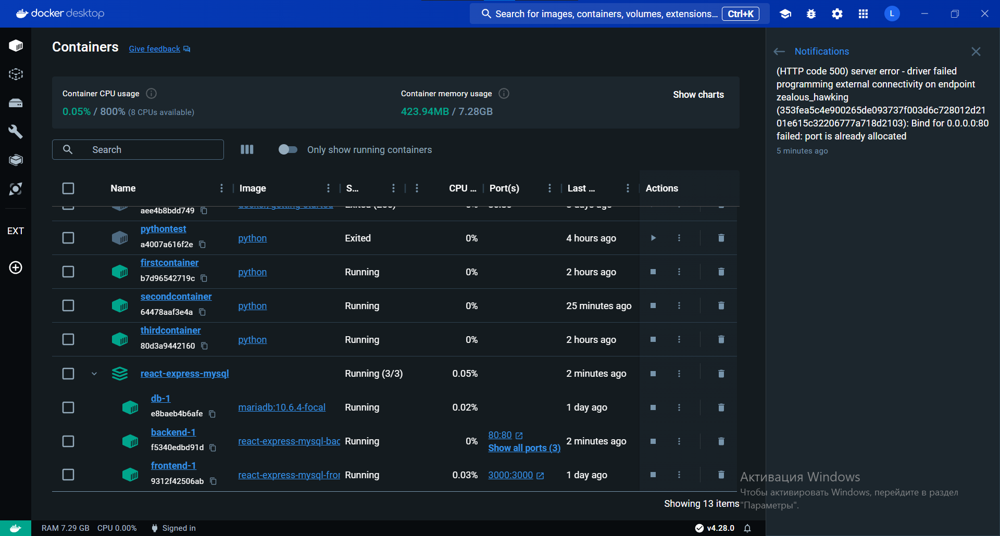 docker desktop
Search for images, containers, volumes, extensions... Ctrl+K
L
Containers Give feedback
Container CPU usage
0.05% / 800% (8 CPUs available)
Container memory usage
423.94MB / 7.28GB
Show charts
Search
Only show running containers
Name Image S... CPU ... Port(s) Last ... Actions
aee4b8bdd749
pythontest
a4007a616f2e
python Exited 0% 4 hours ago
firstcontainer
b7d96542719c
python Running 0% 2 hours ago
secondcontainer
64478aaf3e4a
python Running 0% 25 minutes ago
thirdcontainer
80d3a9442160
python Running 0% 2 hours ago
react-express-mysql Running (3/3) 0.05% 2 minutes ago
db-1
e8baeb4b6afe
mariadb:10.6.4-focal Running 0.02% 1 day ago
backend-1
f5340edbd91d
react-express-mysql-bac Running 0% 80:80 2 minutes ago
Show all ports (3)
frontend-1
9312f42506ab
react-express-mysql-fror Running 0.03% 3000:3000 1 day ago
Showing 13 items
EXT
Notifications
(HTTP code 500) server error - driver failed
programming external connectivity on endpoint
zealous_hawking
(353fea5c4e900265de093737f003d6c728012d21
01e615c32206777a718d2103): Bind for 0.0.0.0:80
failed: port is already allocated
5 minutes ago
Активация Windows
Чтобы активировать Windows, перейдите в раздел
"Параметры".
RAM 7.29 GB CPU 0.00% Signed in
v4.28.0